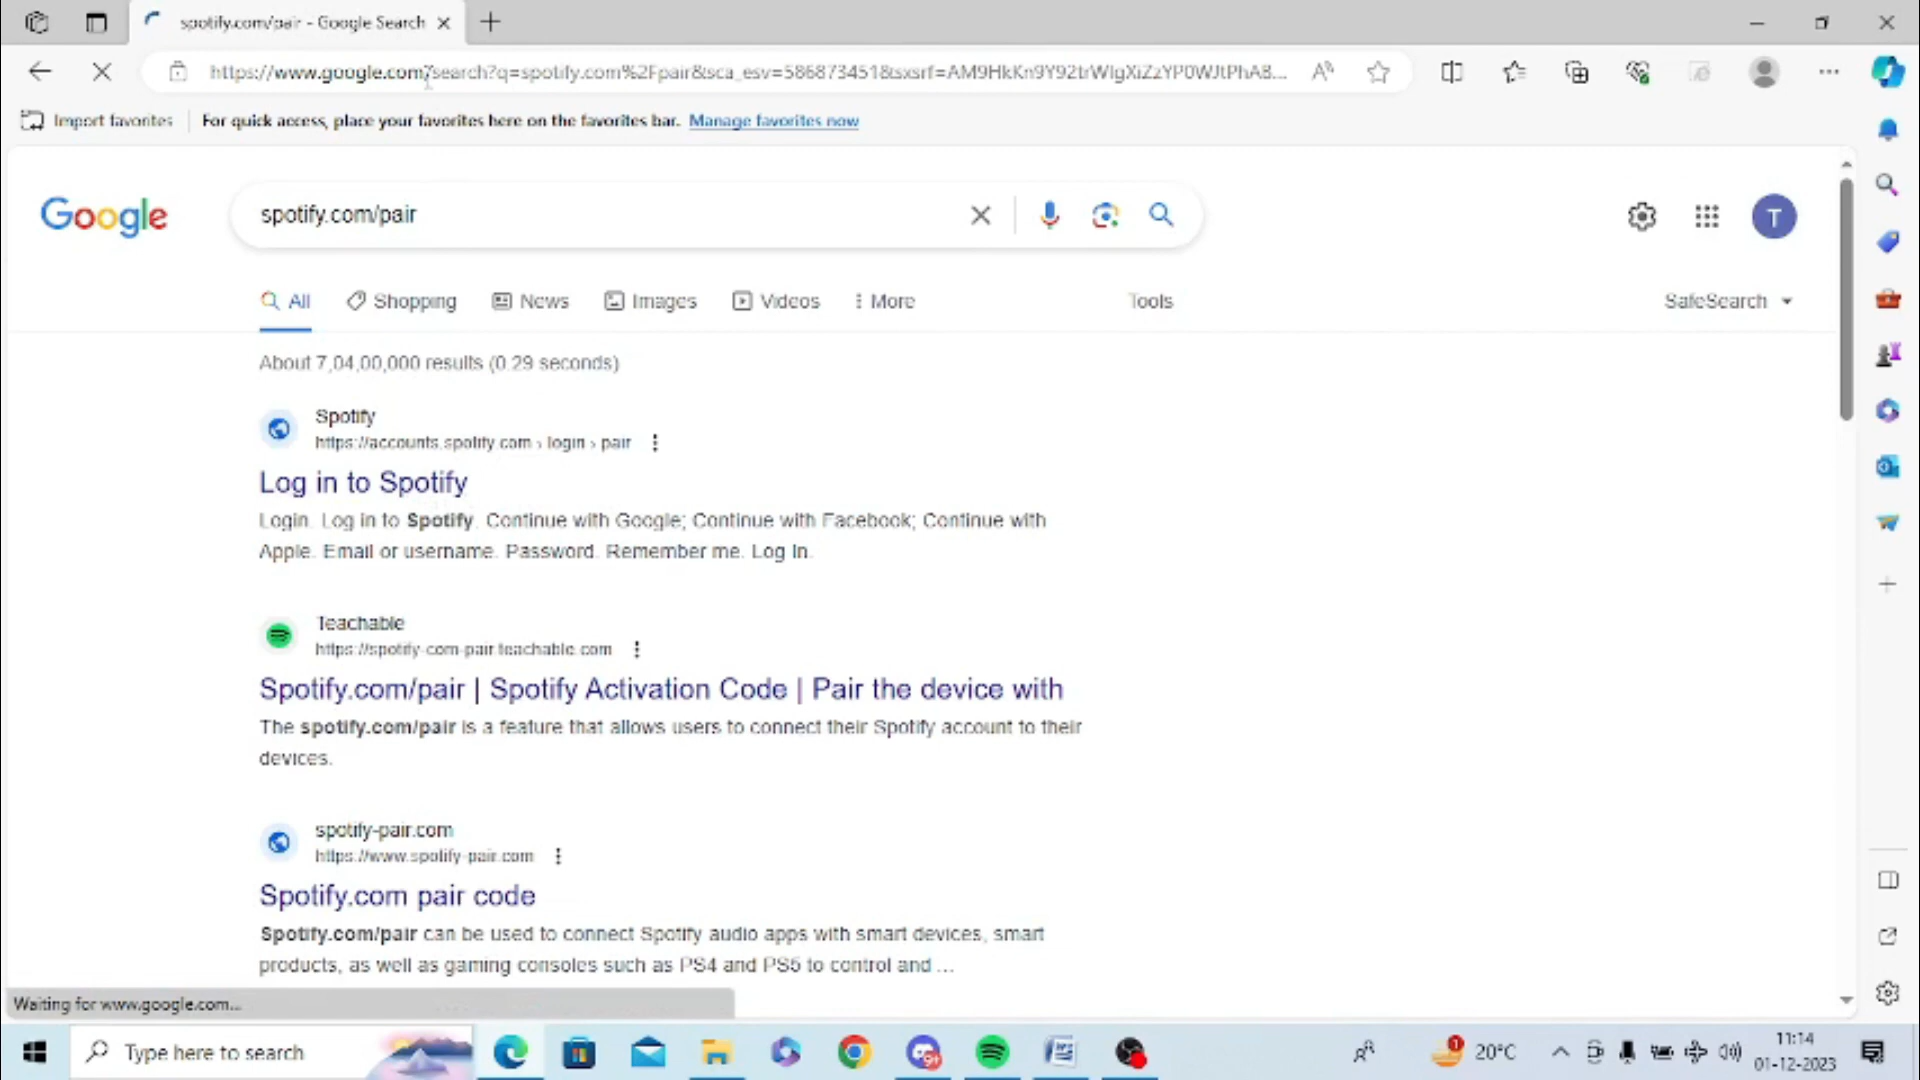 spotify.com/pair - Google Search
https://www.google.com/search?q=spotify.com%2Fpair&sca_esv=586873451&sxsrf=AM9HkKn9Y92trWIgXiZzYP0WJtPhAB...
Import favorites
For quick access, place your favorites here on the favorites bar. Manage favorites now
Google
spotify.com/pair
T
All
Shopping
News
Images
Videos
More
Tools
SafeSearch
About 7,04,00,000 results (0.29 seconds)
Spotify
https://accounts.spotify.com › login › pair
Log in to Spotify
Login. Log in to Spotify. Continue with Google; Continue with Facebook; Continue with
Apple. Email or username. Password. Remember me. Log In.
Teachable
https://spotify-com-pair.teachable.com
Spotify.com/pair | Spotify Activation Code | Pair the device with
The spotify.com/pair is a feature that allows users to connect their Spotify account to their
devices.
spotify-pair.com
https://www.spotify-pair.com
Spotify.com pair code
Spotify.com/pair can be used to connect Spotify audio apps with smart devices, smart
products, as well as gaming consoles such as PS4 and PS5 to control and ...
Waiting for www.google.com...
Type here to search
1
20°C
11:14
01-12-2023